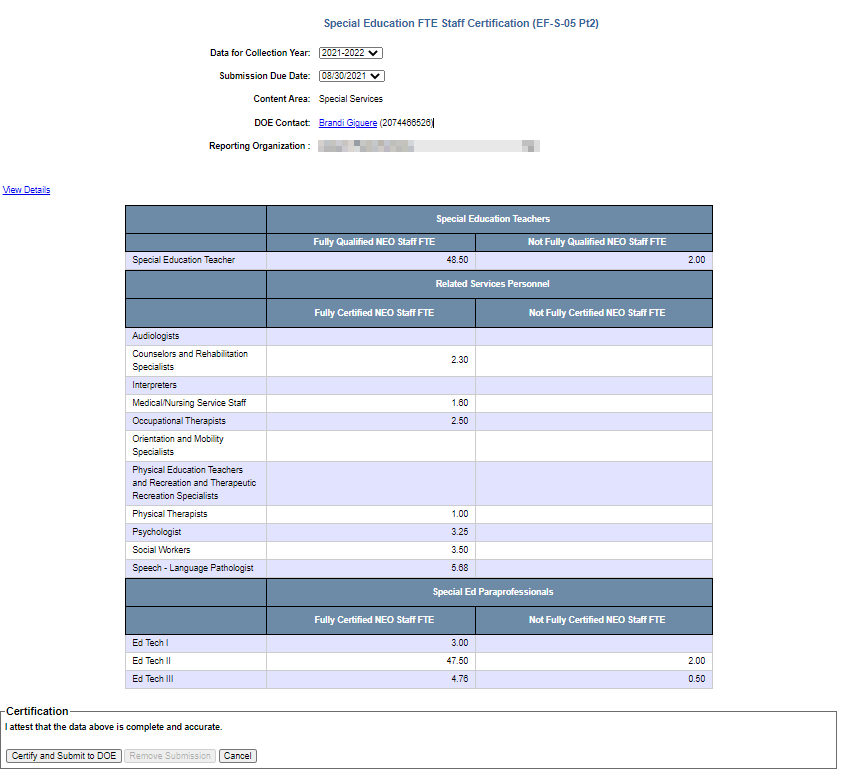 Special Education FTE Staff Certification (EF-S-05 Pt2)
Data for Collection Year: 2021-2022
Submission Due Date: 08/30/2021
Content Area: Special Services
DOE Contact: Brandi Giguere (2074466526)
Reporting Organization :
View Details
Special Education Teachers
Fully Qualified NEO Staff FTE Not Fully Qualified NEO Staff FTE
Special Education Teacher 48.50 2.00
Related Services Personnel
Fully Certified NEO Staff FTE Not Fully Certified NEO Staff FTE
Audiologists
Counselors and Rehabilitation
Specialists 2.30
Interpreters
Medical/Nursing Service Staff 1.60
Occupational Therapists 2.50
Orientation and Mobility
Specialists
Physical Education Teachers
and Recreation and Therapeutic
Recreation Specialists
Physical Therapists 1.00
Psychologist 3.25
Social Workers 3.50
Speech - Language Pathologist 5.68
Special Ed Paraprofessionals
Fully Certified NEO Staff FTE Not Fully Certified NEO Staff FTE
Ed Tech I 3.00
Ed Tech II 47.50 2.00
Ed Tech III 4.76 0.50
Certification
I attest that the data above is complete and accurate.
Certify and Submit to DOE Remove Submission Cancel